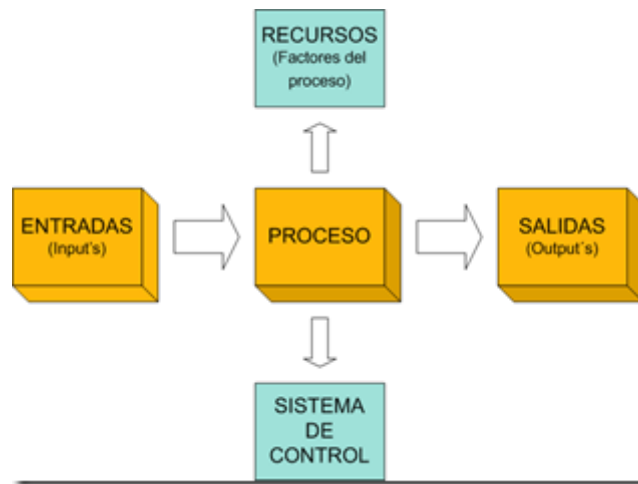 RECURSOS
(Factores del
proceso)
ENTRADAS
(Input's)
PROCESO
SALIDAS
(Output´s)
SISTEMA
DE
CONTROL